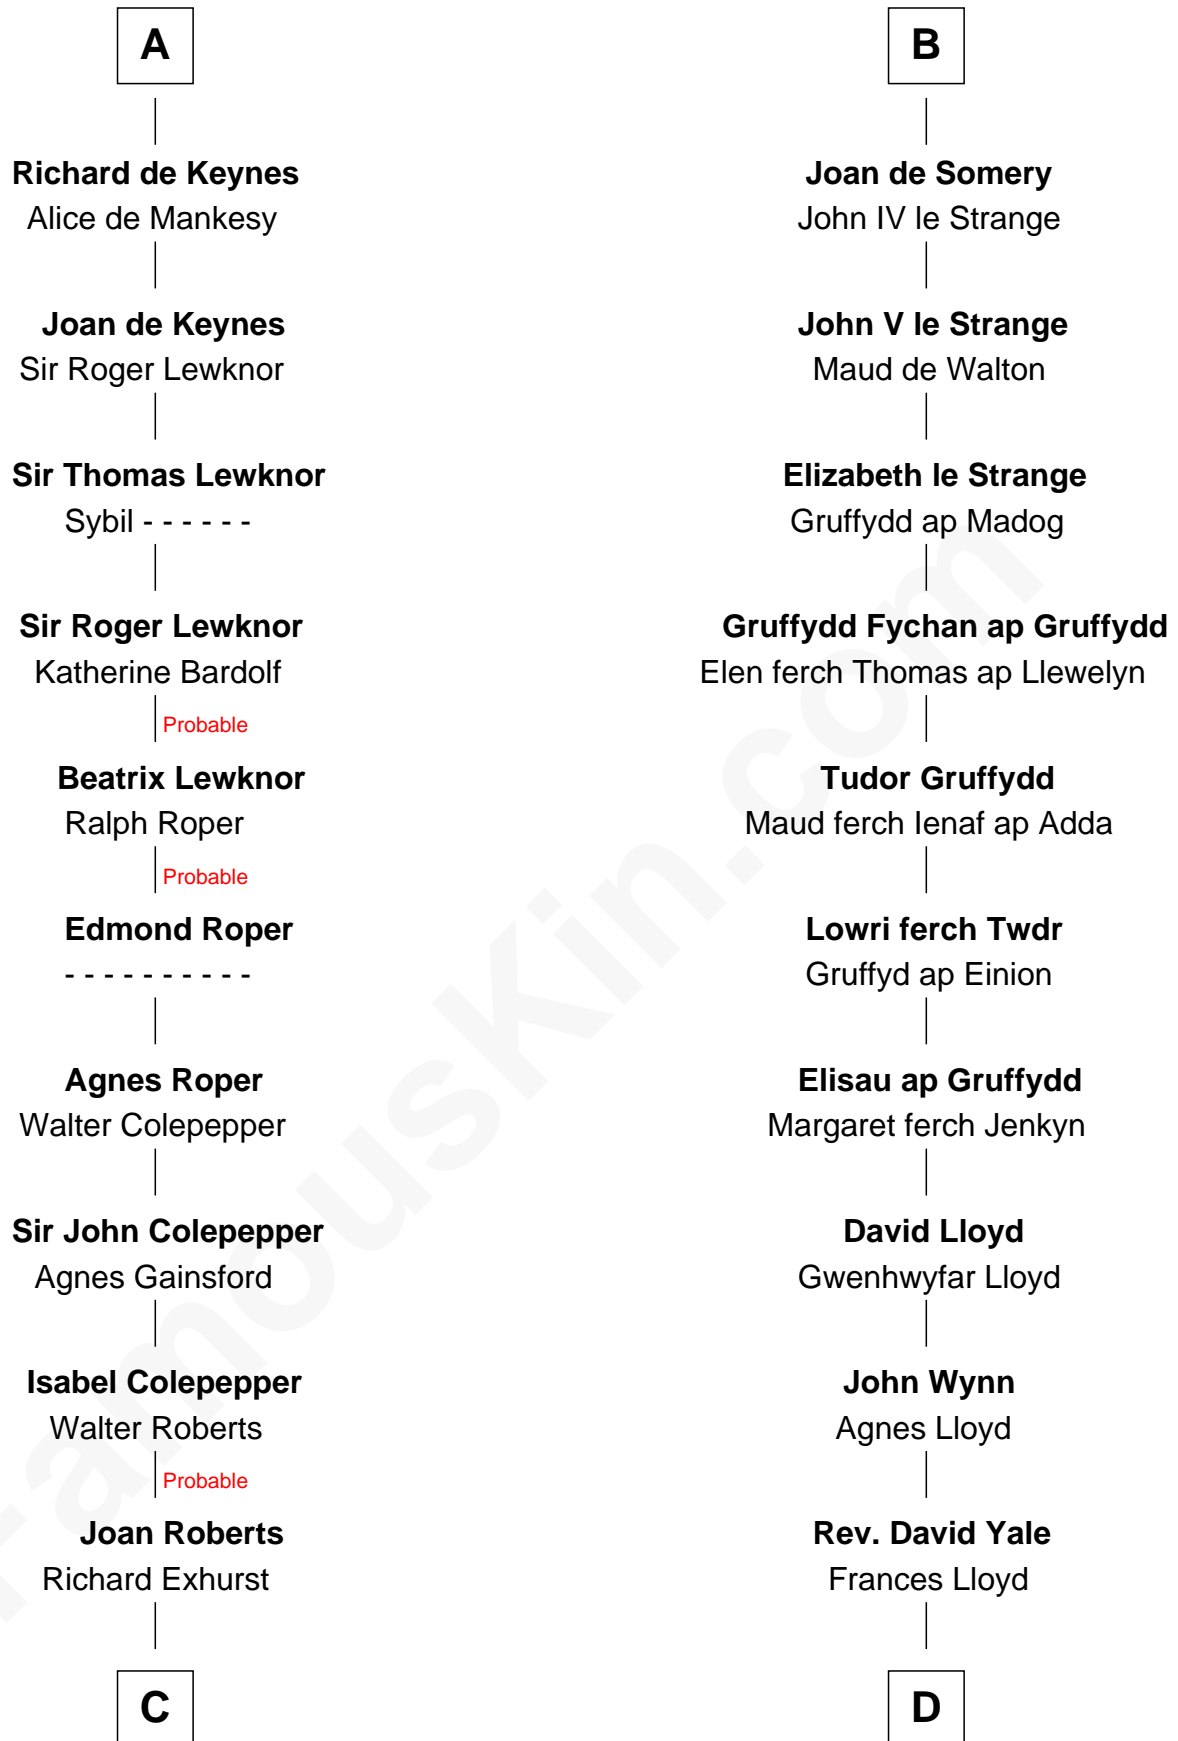 A
Richard de Keynes
Alice de Mankesy
Joan de Keynes
Sir Roger Lewknor
Sir Thomas Lewknor
Sybil - - - - - -
Sir Roger Lewknor
Katherine Bardolf
Probable
Beatrix Lewknor
Ralph Roper
Probable
Edmond Roper
- - - - - - - - - -
Agnes Roper
Walter Colepepper
Sir John Colepepper
Agnes Gainsford
Isabel Colepepper
Walter Roberts
Probable
Joan Roberts
Richard Exhurst
C
B
Joan de Somery
John IV le Strange
John V le Strange
Maud de Walton
Elizabeth le Strange
Gruffydd ap Madog
Gruffydd Fychan ap Gruffydd
Elen ferch Thomas ap Llewelyn
Tudor Gruffydd
Maud ferch Ienaf ap Adda
Lowri ferch Twdr
Gruffyd ap Einion
Elisau ap Gruffydd
Margaret ferch Jenkyn
David Lloyd
Gwenhwyfar Lloyd
John Wynn
Agnes Lloyd
Rev. David Yale
Frances Lloyd
D
FamousKin.com